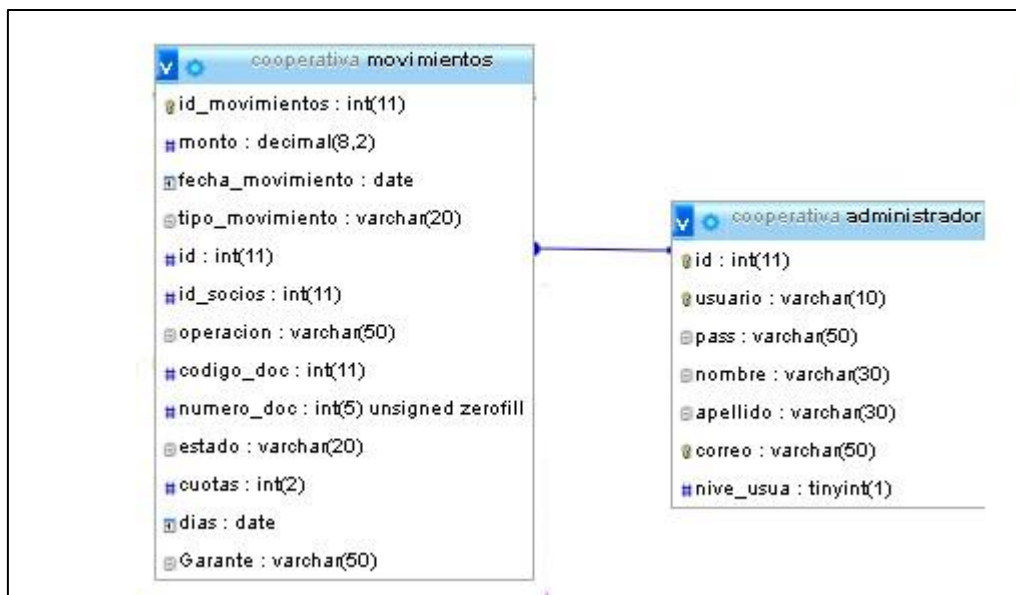 cooperativa movimientos
id_movimientos : int(11)
monto : decimal(8,2)
fecha_movimiento : date
tipo_movimiento : varchar(20)
id : int(11)
id_socios : int(11)
operacion : varchar(50)
codigo_doc : int(11)
numero_doc : int(5) unsigned zerofill
estado : varchar(20)
cuotas : int(2)
dias : date
Garante : varchar(50)
cooperativa administrador
id : int(11)
usuario : varchar(10)
pass : varchar(50)
nombre : varchar(30)
apellido : varchar(30)
correo : varchar(50)
nive_usua : tinyint(1)